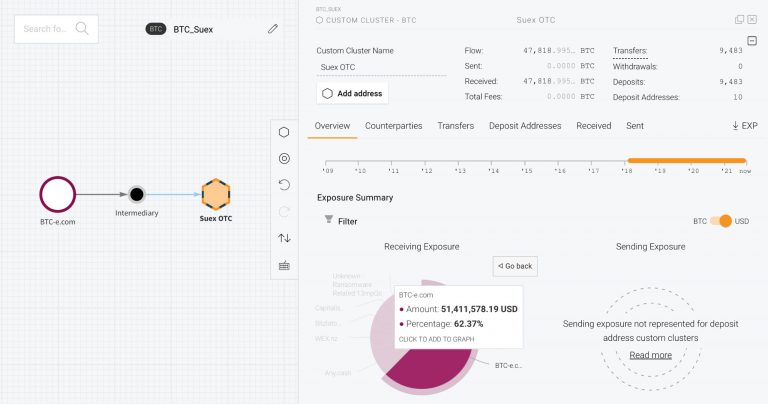 Search fo..
BTC
BTC_Suex
BTC-e.com
Intermediary
Suex OTC
BTC_SUEX
CUSTOM CLUSTER - BTC
Suex OTC
Custom Cluster Name
Suex OTC
Add address
Flow: 47,818.995… BTC
Sent: 0.0000 BTC
Received: 47,818.995… BTC
Total Fees: 0.0000 BTC
Transfers: 9,483
Withdrawals: 0
Deposits: 9,483
Deposit Addresses: 10
Overview Counterparties Transfers Deposit Addresses Received Sent EXP
'09 '10 '11 '12 '13 '14 '15 '16 '17 '18 '19 '20 '21 now
Exposure Summary
Filter
BTC USD
Receiving Exposure
Sending Exposure
Go back
Unknown
Ransomware
Related 13mpQt
Capitalis..
Bitzlato..
WEX.nz
Any.cash
BTC-e.com
Amount: 51,411,578.19 USD
Percentage: 62.37%
CLICK TO ADD TO GRAPH
BTC-e.c...
Sending exposure not represented for deposit
address custom clusters
Read more